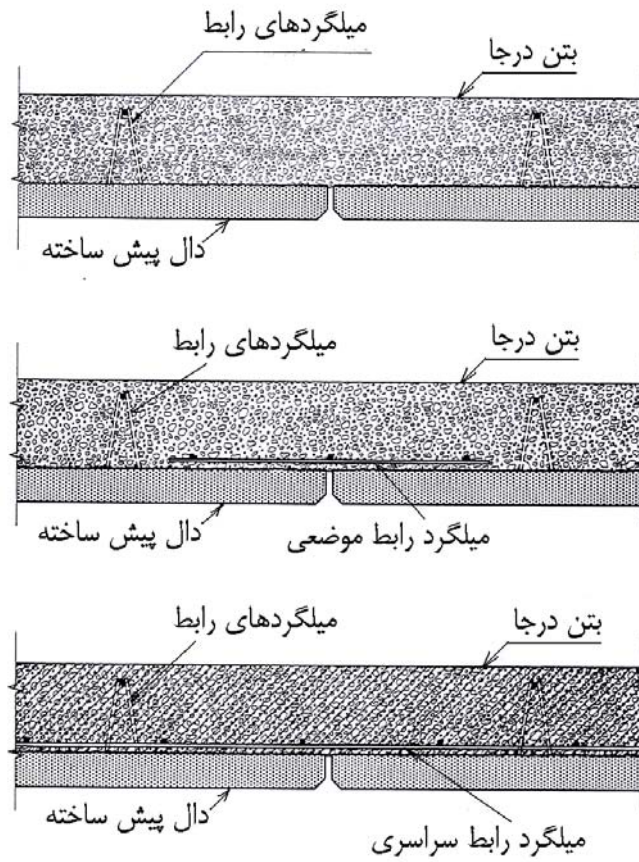 میلگردهای رابط
بتن درجا
دال پیش ساخته
میلگردهای رابط
بتن درجا
دال پیش ساخته
میلگرد رابط موضعی
میلگردهای رابط
بتن درجا
دال پیش ساخته
میلگرد رابط سراسری